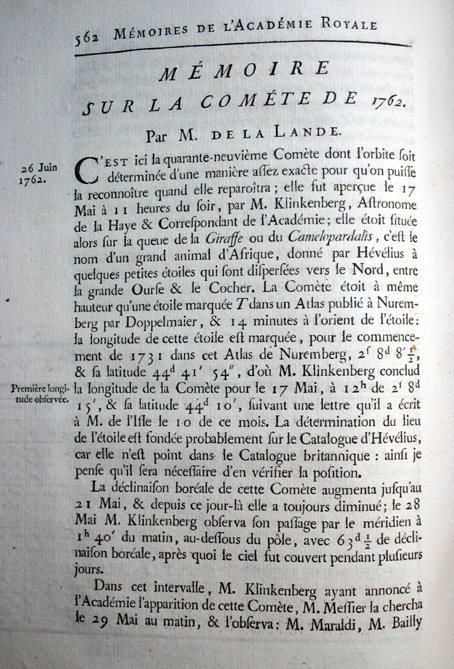 562 MÉMOIRES DE L'ACADÉMIE ROYALE
MÉMOIRE
SUR LA COMÉTE DE 1762.
Par M. DE LA LANDE.
26 Juin
1762.
C'EST ici la quarante-neuvième Comète dont l'orbite soit
déterminée d'une manière assez exacte pour qu'on puisse
la reconnoître quand elle reparoîtra; elle fut aperçue le 17
Mai à 11 heures du soir, par M. Klinkenberg, Astronome
de la Haye & Correspondant de l'Académie; elle étoit située
alors sur la queue de la Giraffe ou du Camelopardalis, c'est le
nom d'un grand animal d'Afrique, donné par Hévélius à
quelques petites étoiles qui sont dispersées vers le Nord, entre
la grande Ourse & le Cocher. La Comète étoit à même
hauteur qu'une étoile marquée T dans un Atlas publié à Nurem-
berg par Doppelmaier, & 14 minutes à l'orient de l'étoile:
la longitude de cette étoile est marquée, pour le commence-
ment de 1731 dans cet Atlas de Nuremberg, 2ˢ 8ᵈ 8'½,
& sa latitude 44ᵈ 41' 54", d'où M. Klinkenberg conclud
Première longi-
tude observée.
la longitude de la Comète pour le 17 Mai, à 12ʰ de 2ˢ 8ᵈ
15', & sa latitude 44ᵈ 10', suivant une lettre qu'il a écrit
à M. de l'Isle le 10 de ce mois. La détermination du lieu
de l'étoile est fondée probablement sur le Catalogue d'Hévélius,
car elle n'est point dans le Catalogue britannique : ainsi je
pense qu'il sera nécessaire d'en vérifier la position.
La déclinaison boréale de cette Comète augmenta jusqu'au
21 Mai, & depuis ce jour-là elle a toujours diminué; le 28
Mai M. Klinkenberg observa son passage par le méridien à
1ʰ 40' du matin, au-dessous du pôle, avec 63ᵈ ½ de décli-
naison boréale, après quoi le ciel fut couvert pendant plusieurs
jours.
Dans cet intervalle, M. Klinkenberg ayant annoncé à
l'Académie l'apparition de cette Comète, M. Messier la chercha
le 29 Mai au matin, & l'observa: M. Maraldi, M. Bailly